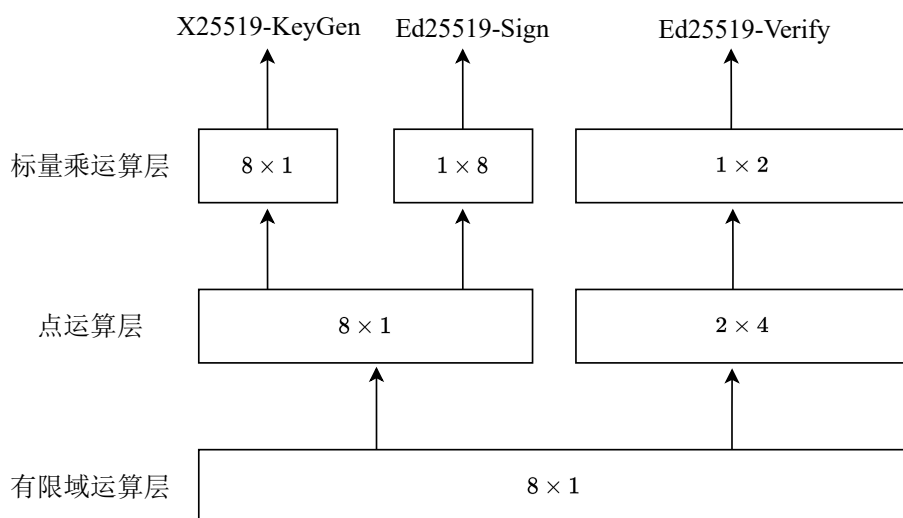 X25519-KeyGen Ed25519-Sign Ed25519-Verify
标量乘运算层 8 × 1 1 × 8 1 × 2
点运算层 8 × 1 2 × 4
有限域运算层 8 × 1